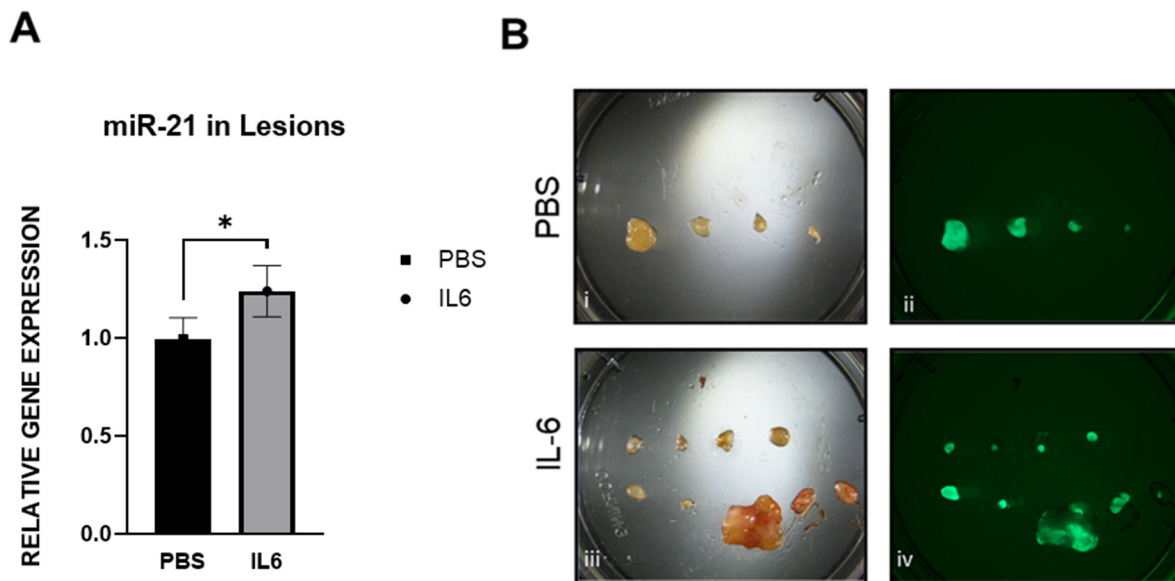 A
miR-21 in Lesions
RELATIVE GENE EXPRESSION
1.5
1.0
0.5
0.0
*
PBS
IL6
PBS
IL6
B
PBS
i
ii
IL-6
iii
iv